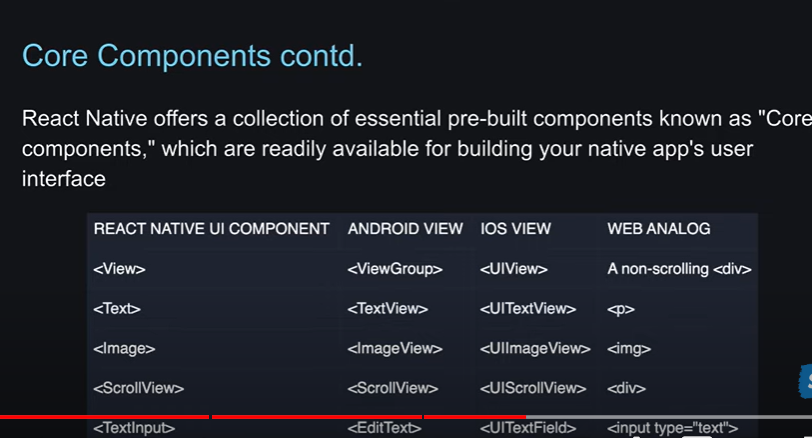 Core Components contd.
React Native offers a collection of essential pre-built components known as "Core
components," which are readily available for building your native app's user
interface
REACT NATIVE UI COMPONENT ANDROID VIEW IOS VIEW WEB ANALOG
<View> <ViewGroup> <UIView> A non-scrolling <div>
<Text> <TextView> <UITextView> <p>
<Image> <ImageView> <UIImageView> <img>
<ScrollView> <ScrollView> <UIScrollView> <div>
<TextInput> <EditText> <UITextField> <input type="text">